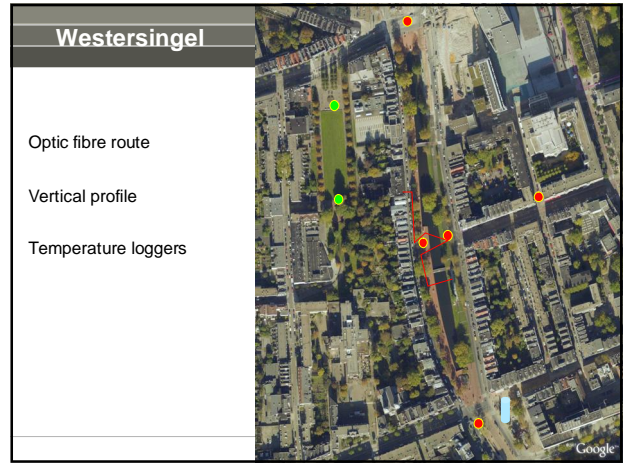 Westersingel
Optic fibre route
Vertical profile
Temperature loggers
Google